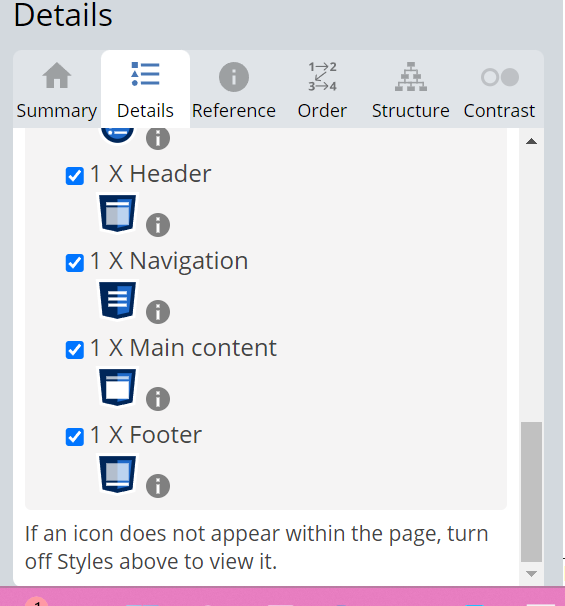 Details
Summary Details Reference Order Structure Contrast
1→2
3→4
1 X Header
1 X Navigation
1 X Main content
1 X Footer
If an icon does not appear within the page, turn
off Styles above to view it.
1